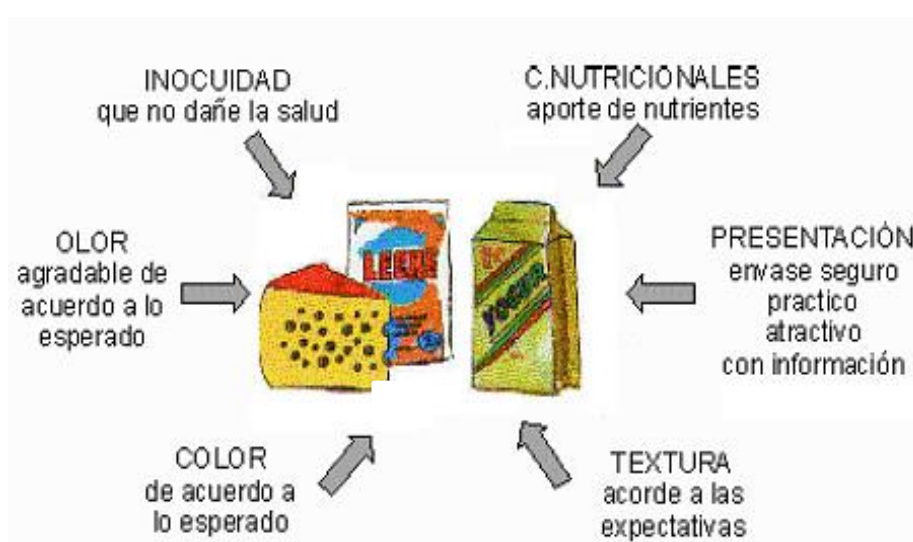 INOCUIDAD
que no dañe la salud
C.NUTRICIONALES
aporte de nutrientes
OLOR
agradable de
acuerdo a lo
esperado
PRESENTACIÓN
envase seguro
practico
atractivo
con información
COLOR
de acuerdo a
lo esperado
TEXTURA
acorde a las
expectativas